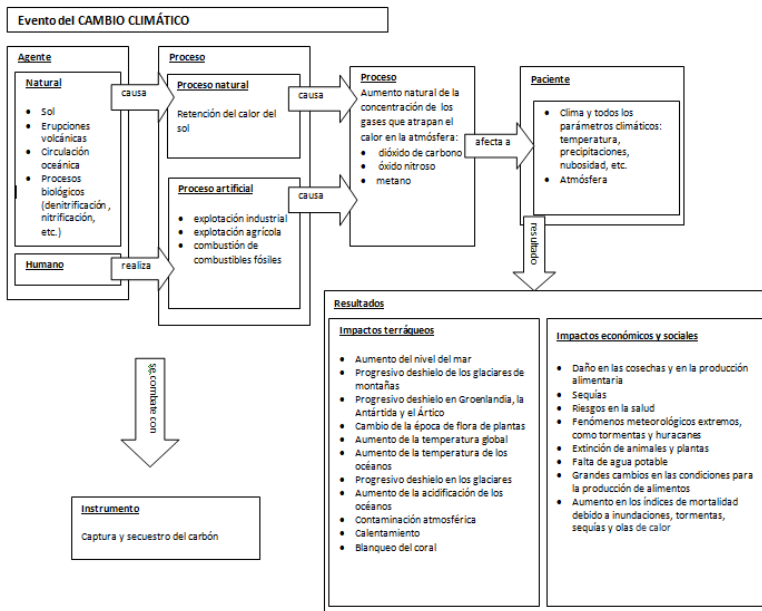 Evento del CAMBIO CLIMÁTICO
Agente
Natural
• Sol
• Erupciones
volcánicas
• Circulación
oceánica
• Procesos
biológicos
(denitrificación,
nitrificación,
etc.)
Humano
causa
realiza
Proceso
Proceso natural
Retención del calor del
sol
Proceso artificial
• explotación industrial
• explotación agrícola
• combustión de
combustibles fósiles
causa
causa
Proceso
Aumento natural de la
concentración de los
gases que atrapan el
calor en la atmósfera:
• dióxido de carbono
• óxido nitroso
• metano
afecta a
Paciente
• Clima y todos los
parámetros climáticos:
temperatura,
precipitaciones,
nubosidad, etc.
• Atmósfera
resultado
Resultados
Impactos terráqueos
• Aumento del nivel del mar
• Progresivo deshielo de los glaciares de
montañas
• Progresivo deshielo en Groenlandia, la
Antártida y el Ártico
• Cambio de la época de flora de plantas
• Aumento de la temperatura global
• Aumento de la temperatura de los
océanos
• Progresivo deshielo en los glaciares
• Aumento de la acidificación de los
océanos
• Contaminación atmosférica
• Calentamiento
• Blanqueo del coral
Impactos económicos y sociales
• Daño en las cosechas y en la producción
alimentaria
• Sequías
• Riesgos en la salud
• Fenómenos meteorológicos extremos,
como tormentas y huracanes
• Extinción de animales y plantas
• Falta de agua potable
• Grandes cambios en las condiciones para
la producción de alimentos
• Aumento en los índices de mortalidad
debido a inundaciones, tormentas,
sequías y olas de calor
se combate con
Instrumento
Captura y secuestro del carbón